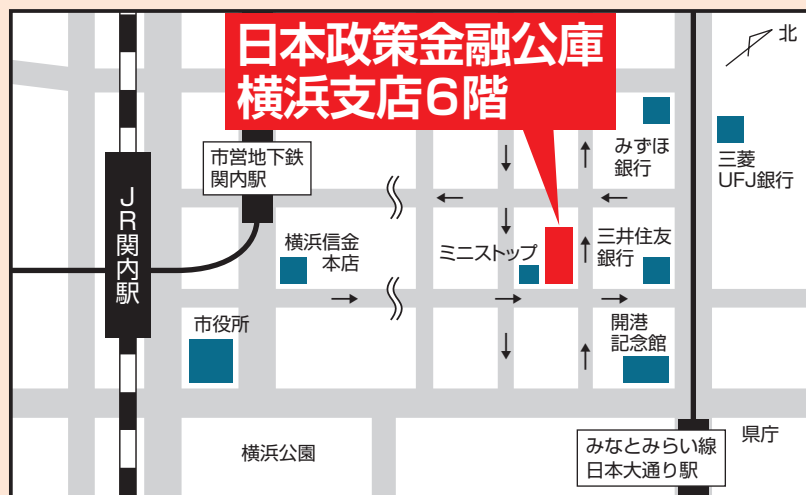 日本政策金融公庫
横浜支店6階
北
市営地下鉄
関内駅
みずほ
銀行
三菱
UFJ銀行
JR関内駅
横浜信金
本店
ミニストップ
三井住友
銀行
市役所
開港
記念館
横浜公園
みなとみらい線
日本大通り駅
県庁